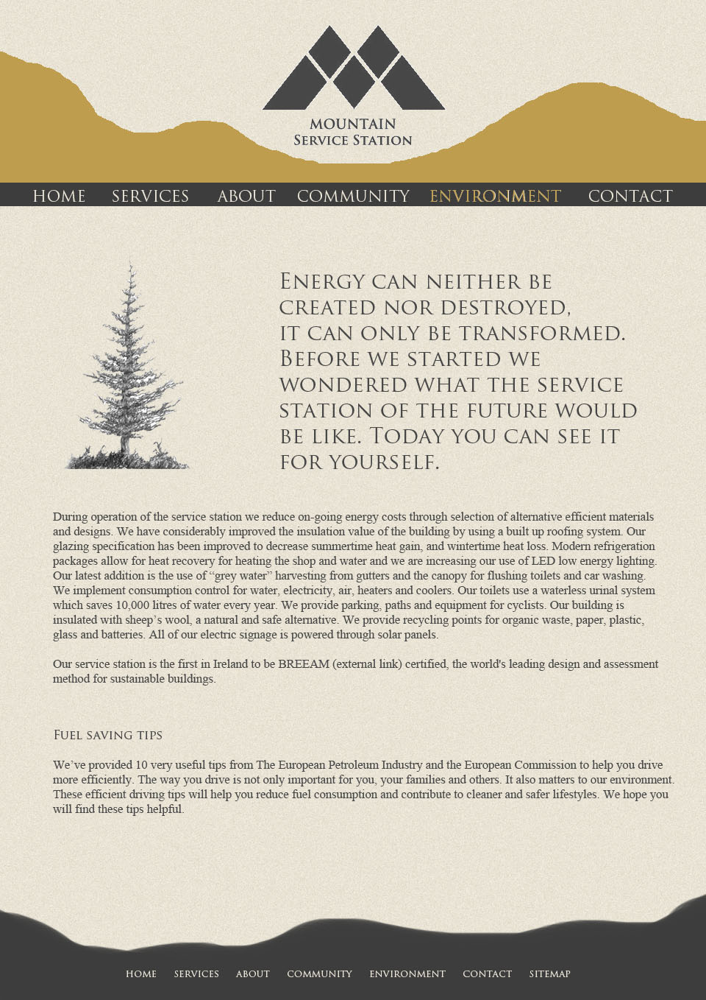 MOUNTAIN
SERVICE STATION
HOME SERVICES ABOUT COMMUNITY ENVIRONMENT CONTACT
ENERGY CAN NEITHER BE
CREATED NOR DESTROYED,
IT CAN ONLY BE TRANSFORMED.
BEFORE WE STARTED WE
WONDERED WHAT THE SERVICE
STATION OF THE FUTURE WOULD
BE LIKE. TODAY YOU CAN SEE IT
FOR YOURSELF.
During operation of the service station we reduce on-going energy costs through selection of alternative efficient materials
and designs. We have considerably improved the insulation value of the building by using a built up roofing system. Our
glazing specification has been improved to decrease summertime heat gain, and wintertime heat loss. Modern refrigeration
packages allow for heat recovery for heating the shop and water and we are increasing our use of LED low energy lighting.
Our latest addition is the use of “grey water” harvesting from gutters and the canopy for flushing toilets and car washing.
We implement consumption control for water, electricity, air, heaters and coolers. Our toilets use a waterless urinal system
which saves 10,000 litres of water every year. We provide parking, paths and equipment for cyclists. Our building is
insulated with sheep’s wool, a natural and safe alternative. We provide recycling points for organic waste, paper, plastic,
glass and batteries. All of our electric signage is powered through solar panels.
Our service station is the first in Ireland to be BREEAM (external link) certified, the world's leading design and assessment
method for sustainable buildings.
FUEL SAVING TIPS
We’ve provided 10 very useful tips from The European Petroleum Industry and the European Commission to help you drive
more efficiently. The way you drive is not only important for you, your families and others. It also matters to our environment.
These efficient driving tips will help you reduce fuel consumption and contribute to cleaner and safer lifestyles. We hope you
will find these tips helpful.
HOME SERVICES ABOUT COMMUNITY ENVIRONMENT CONTACT SITEMAP